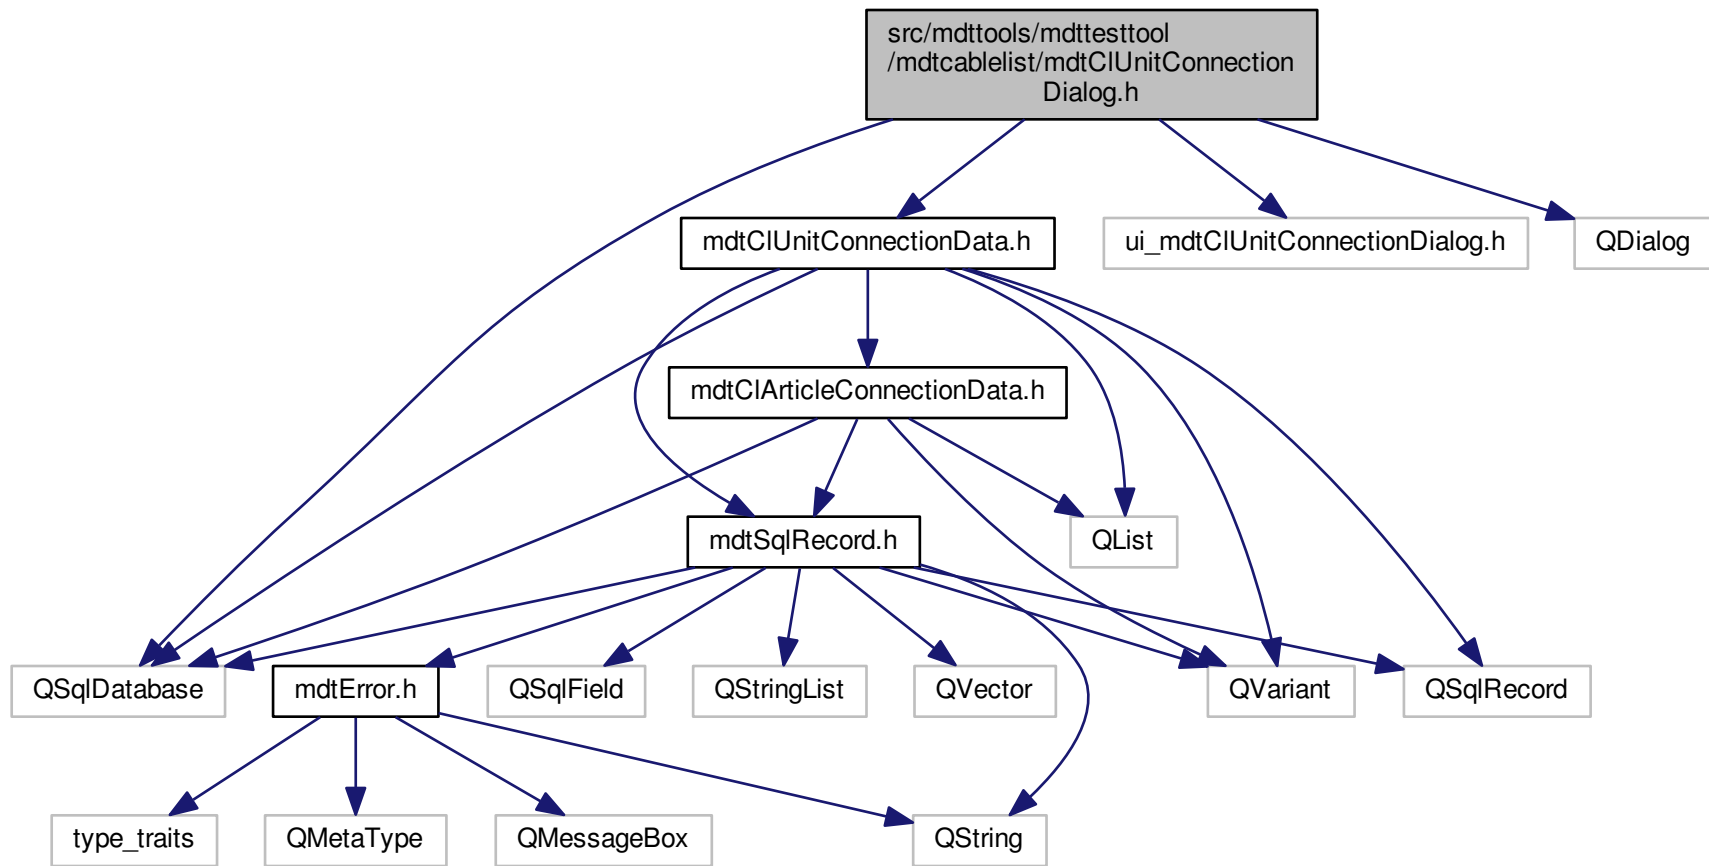 src/mdttools/mdttesttool
/mdtcablelist/mdtClUnitConnection
Dialog.h
mdtClUnitConnectionData.h
ui_mdtClUnitConnectionDialog.h
QDialog
mdtClArticleConnectionData.h
mdtSqlRecord.h
QList
QSqlDatabase
mdtError.h
QSqlField
QStringList
QVector
QVariant
QSqlRecord
type_traits
QMetaType
QMessageBox
QString